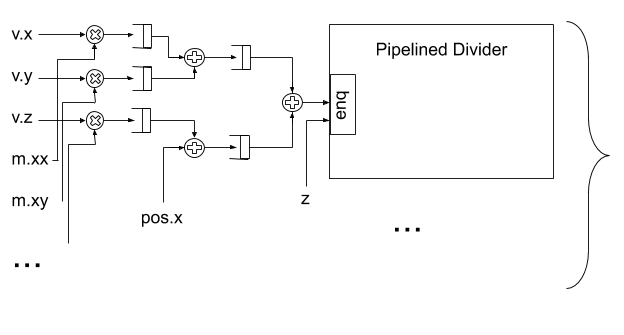 v.x
Pipelined Divider
v.y
enq
v.z
m.xx
m.xy
z
pos.x
...
...